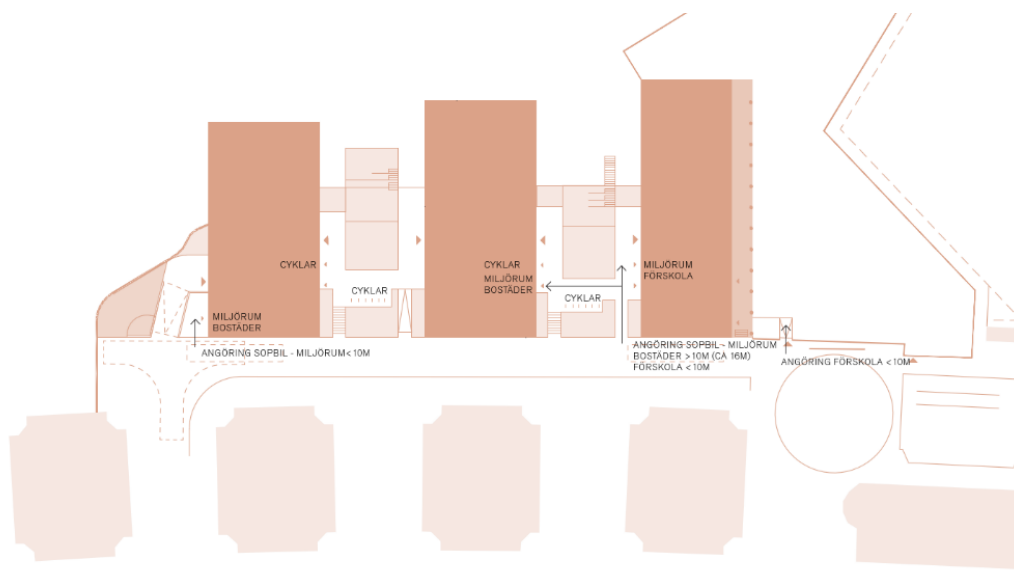 CYKLAR
MILJÖRUM
BOSTÄDER
ANGÖRING SOPBIL - MILJÖRUM< 10M
CYKLAR
CYKLAR
MILJÖRUM
BOSTÄDER
CYKLAR
MILJÖRUM
FÖRSKOLA
ANGÖRING SOPBIL - MILJÖRUM
BOSTÄDER >10M (CA 16M)
FÖRSKOLA < 10M
ANGÖRING FÖRSKOLA < 10M